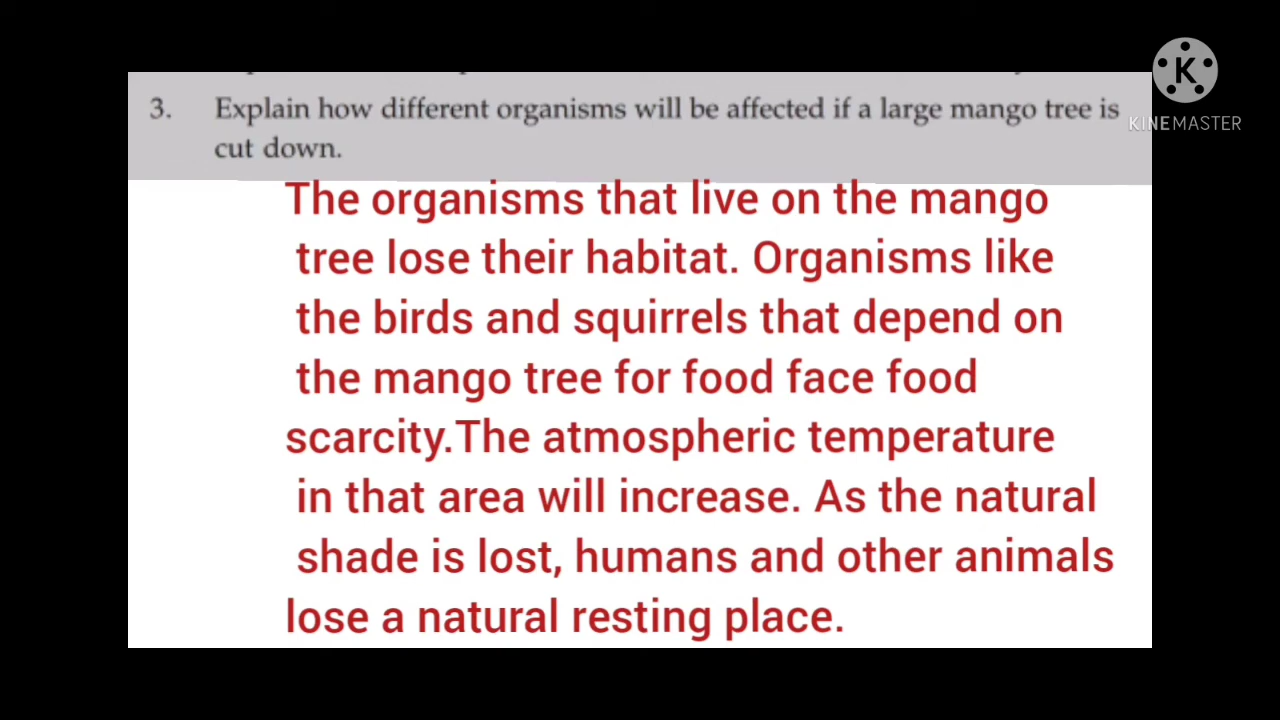 K
KINEMASTER
3. Explain how different organisms will be affected if a large mango tree is
cut down.
The organisms that live on the mango
tree lose their habitat. Organisms like
the birds and squirrels that depend on
the mango tree for food face food
scarcity.The atmospheric temperature
in that area will increase. As the natural
shade is lost, humans and other animals
lose a natural resting place.